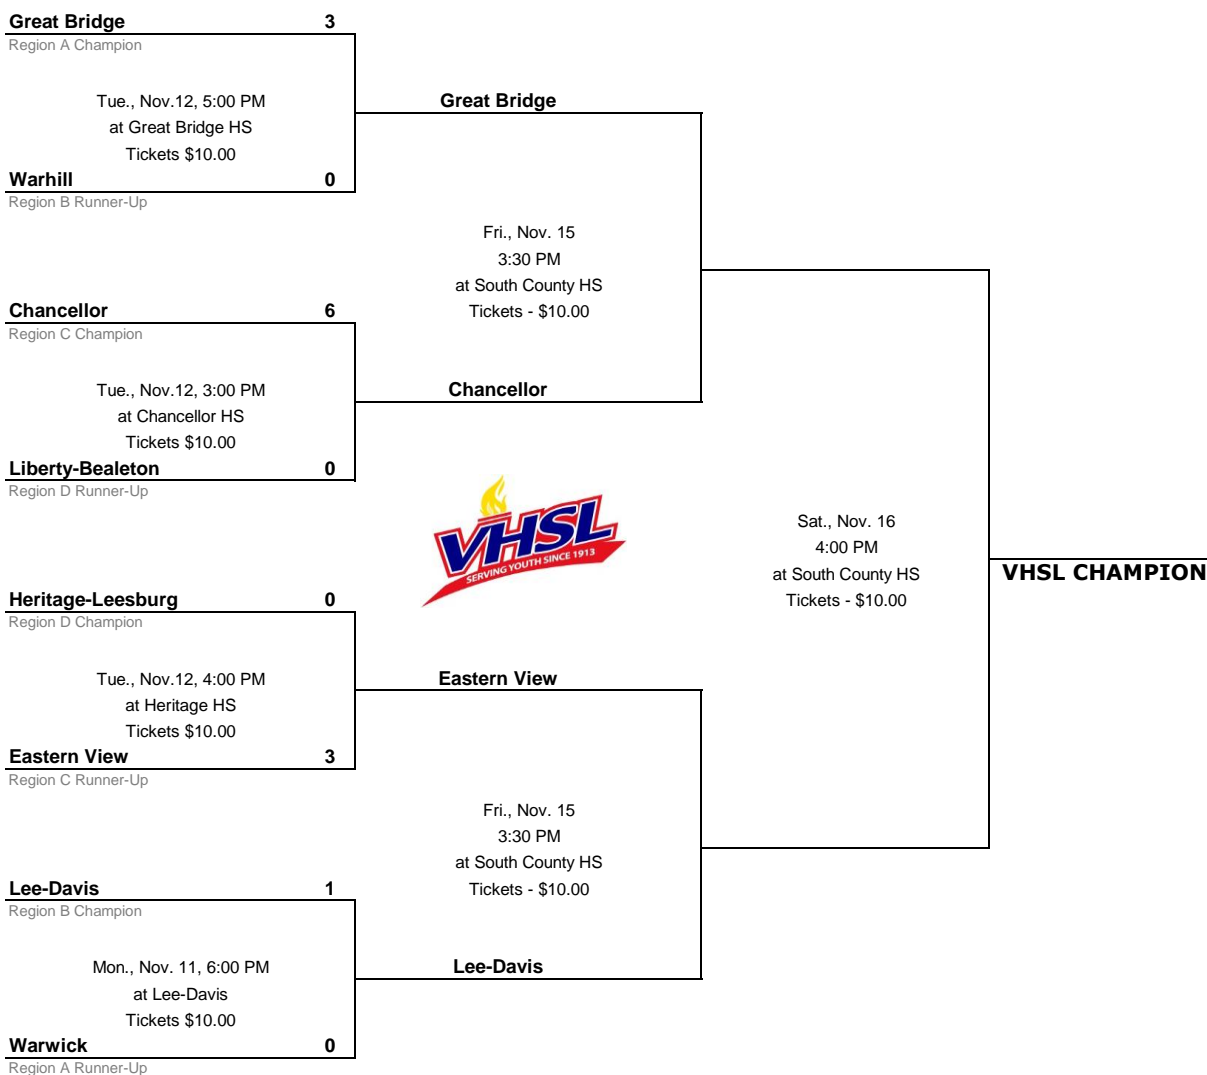 Great Bridge 3
Region A Champion
Tue., Nov.12, 5:00 PM
at Great Bridge HS
Tickets $10.00
Warhill 0
Region B Runner-Up
Great Bridge
Fri., Nov. 15
3:30 PM
at South County HS
Tickets - $10.00
Chancellor 6
Region C Champion
Tue., Nov.12, 3:00 PM
at Chancellor HS
Tickets $10.00
Liberty-Bealeton 0
Region D Runner-Up
Chancellor
VHSL
SERVING YOUTH SINCE 1913
Sat., Nov. 16
4:00 PM
at South County HS
Tickets - $10.00
VHSL CHAMPION
Heritage-Leesburg 0
Region D Champion
Tue., Nov.12, 4:00 PM
at Heritage HS
Tickets $10.00
Eastern View 3
Region C Runner-Up
Eastern View
Fri., Nov. 15
3:30 PM
at South County HS
Tickets - $10.00
Lee-Davis 1
Region B Champion
Mon., Nov. 11, 6:00 PM
at Lee-Davis
Tickets $10.00
Warwick 0
Region A Runner-Up
Lee-Davis